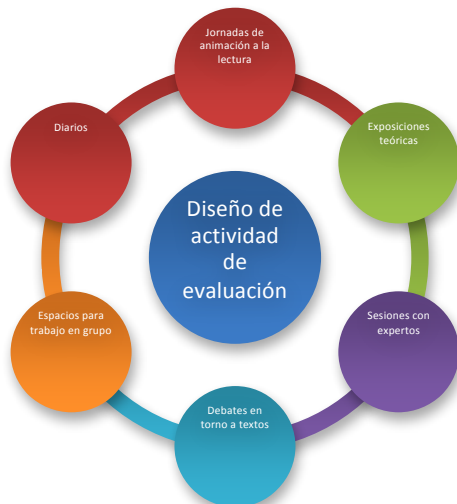 Jornadas de
animación a la
lectura
Exposiciones
teóricas
Sesiones con
expertos
Debates en
torno a textos
Espacios para
trabajo en grupo
Diarios
Diseño de
actividad
de
evaluación